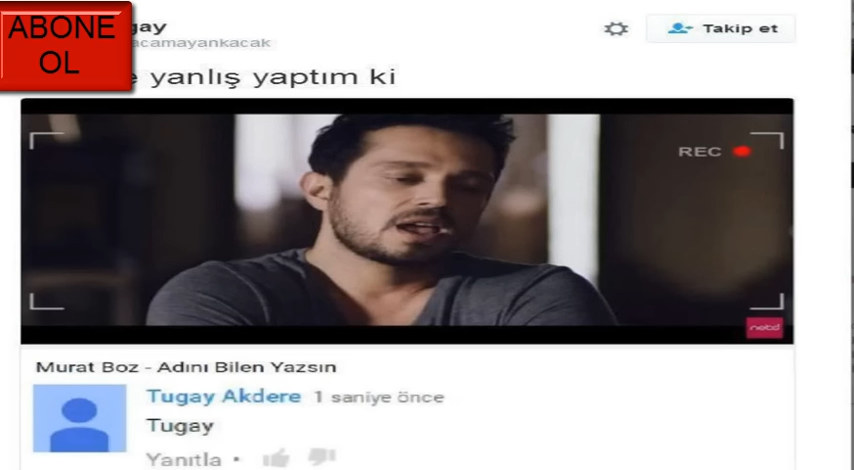 ABONE
OL
gay
acamayankacak
Takip et
yanlış yaptım ki
REC
netd
Murat Boz - Adını Bilen Yazsın
Tugay Akdere 1 saniye önce
Tugay
Yanıtla •